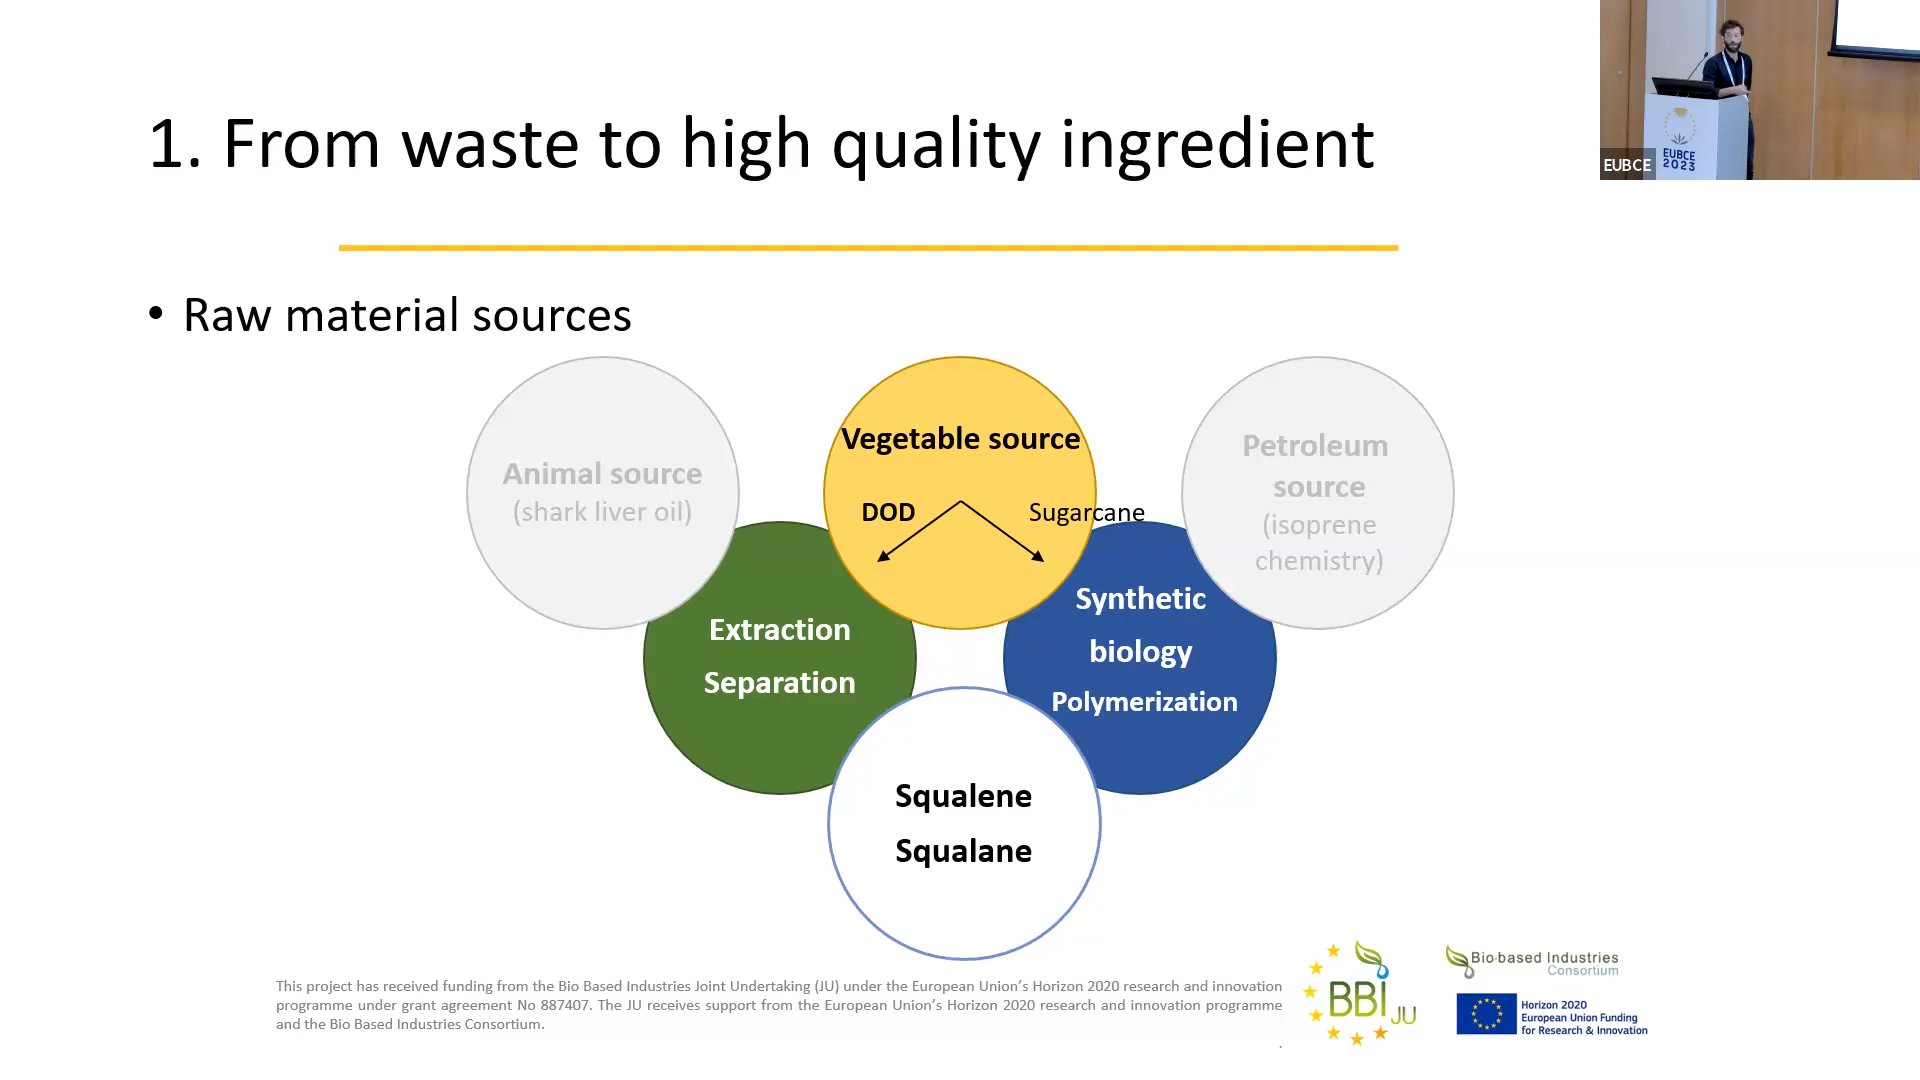 1. From waste to high quality ingredient
EUBCE
2023
EUBCE
• Raw material sources
Animal source
(shark liver oil)
Vegetable source
DOD
Sugarcane
Petroleum
source
(isoprene
chemistry)
Extraction
Separation
Synthetic
biology
Polymerization
Squalene
Squalane
This project has received funding from the Bio Based Industries Joint Undertaking (JU) under the European Union's Horizon 2020 research and innovation
programme under grant agreement No 887407. The JU receives support from the European Union's Horizon 2020 research and innovation programme
and the Bio Based Industries Consortium.
.
BBI JU
Bio-based Industries
Consortium
Horizon 2020
European Union Funding
for Research & Innovation